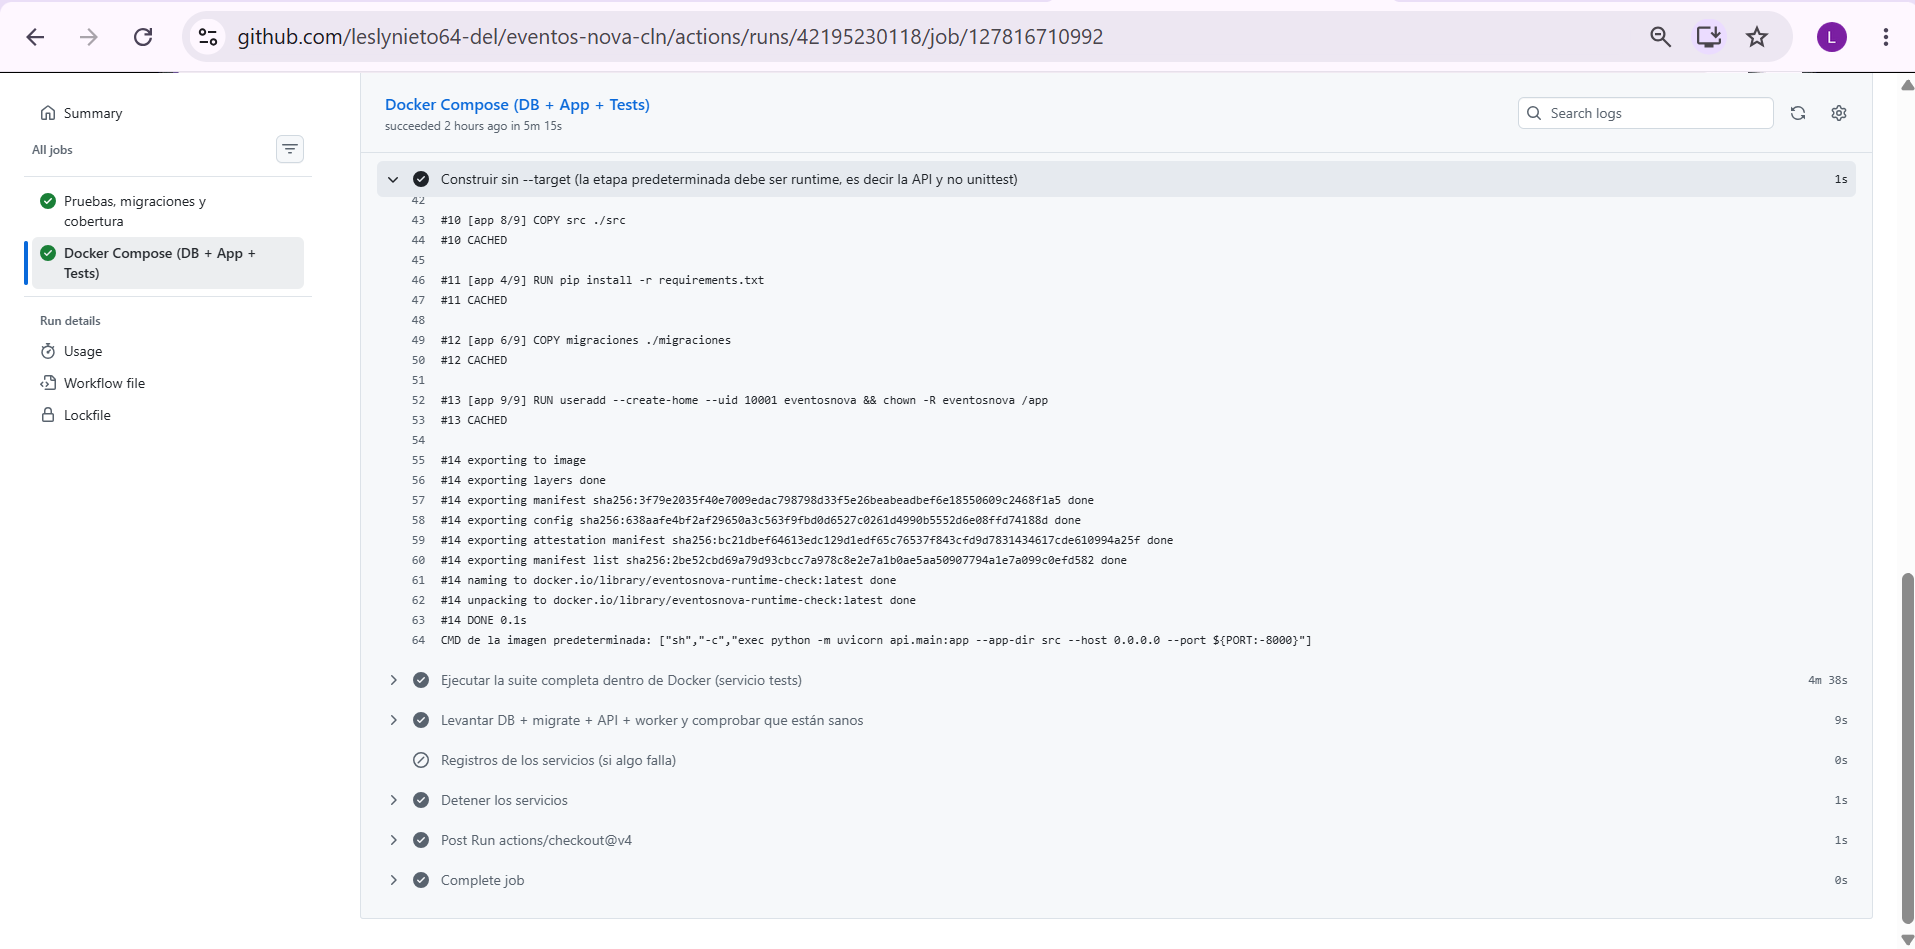 github.com/leslynieto64-del/eventos-nova-cln/actions/runs/42195230118/job/127816710992
L
Summary
All jobs
Pruebas, migraciones y
cobertura
Docker Compose (DB + App +
Tests)
Run details
Usage
Workflow file
Lockfile
Docker Compose (DB + App + Tests)
succeeded 2 hours ago in 5m 15s
Search logs
Construir sin --target (la etapa predeterminada debe ser runtime, es decir la API y no unittest) 1s
42
43 #10 [app 8/9] COPY src ./src
44 #10 CACHED
45
46 #11 [app 4/9] RUN pip install -r requirements.txt
47 #11 CACHED
48
49 #12 [app 6/9] COPY migraciones ./migraciones
50 #12 CACHED
51
52 #13 [app 9/9] RUN useradd --create-home --uid 10001 eventosnova && chown -R eventosnova /app
53 #13 CACHED
54
55 #14 exporting to image
56 #14 exporting layers done
57 #14 exporting manifest sha256:3f79e2035f40e7009edac798798d33f5e26beabeadbef6e18550609c2468f1a5 done
58 #14 exporting config sha256:638aafe4bf2af29650a3c563f9fbd0d6527c0261d4990b5552d6e08ffd74188d done
59 #14 exporting attestation manifest sha256:bc21dbef64613edc129d1edf65c76537f843cfd9d7831434617cde610994a25f done
60 #14 exporting manifest list sha256:2be52cbd69a79d93cbcc7a978c8e2e7a1b0ae5aa50907794a1e7a099c0efd582 done
61 #14 naming to docker.io/library/eventosnova-runtime-check:latest done
62 #14 unpacking to docker.io/library/eventosnova-runtime-check:latest done
63 #14 DONE 0.1s
64 CMD de la imagen predeterminada: ["sh","-c","exec python -m uvicorn api.main:app --app-dir src --host 0.0.0.0 --port ${PORT:-8000}"]
Ejecutar la suite completa dentro de Docker (servicio tests) 4m 38s
Levantar DB + migrate + API + worker y comprobar que están sanos 9s
Registros de los servicios (si algo falla) 0s
Detener los servicios 1s
Post Run actions/checkout@v4 1s
Complete job 0s